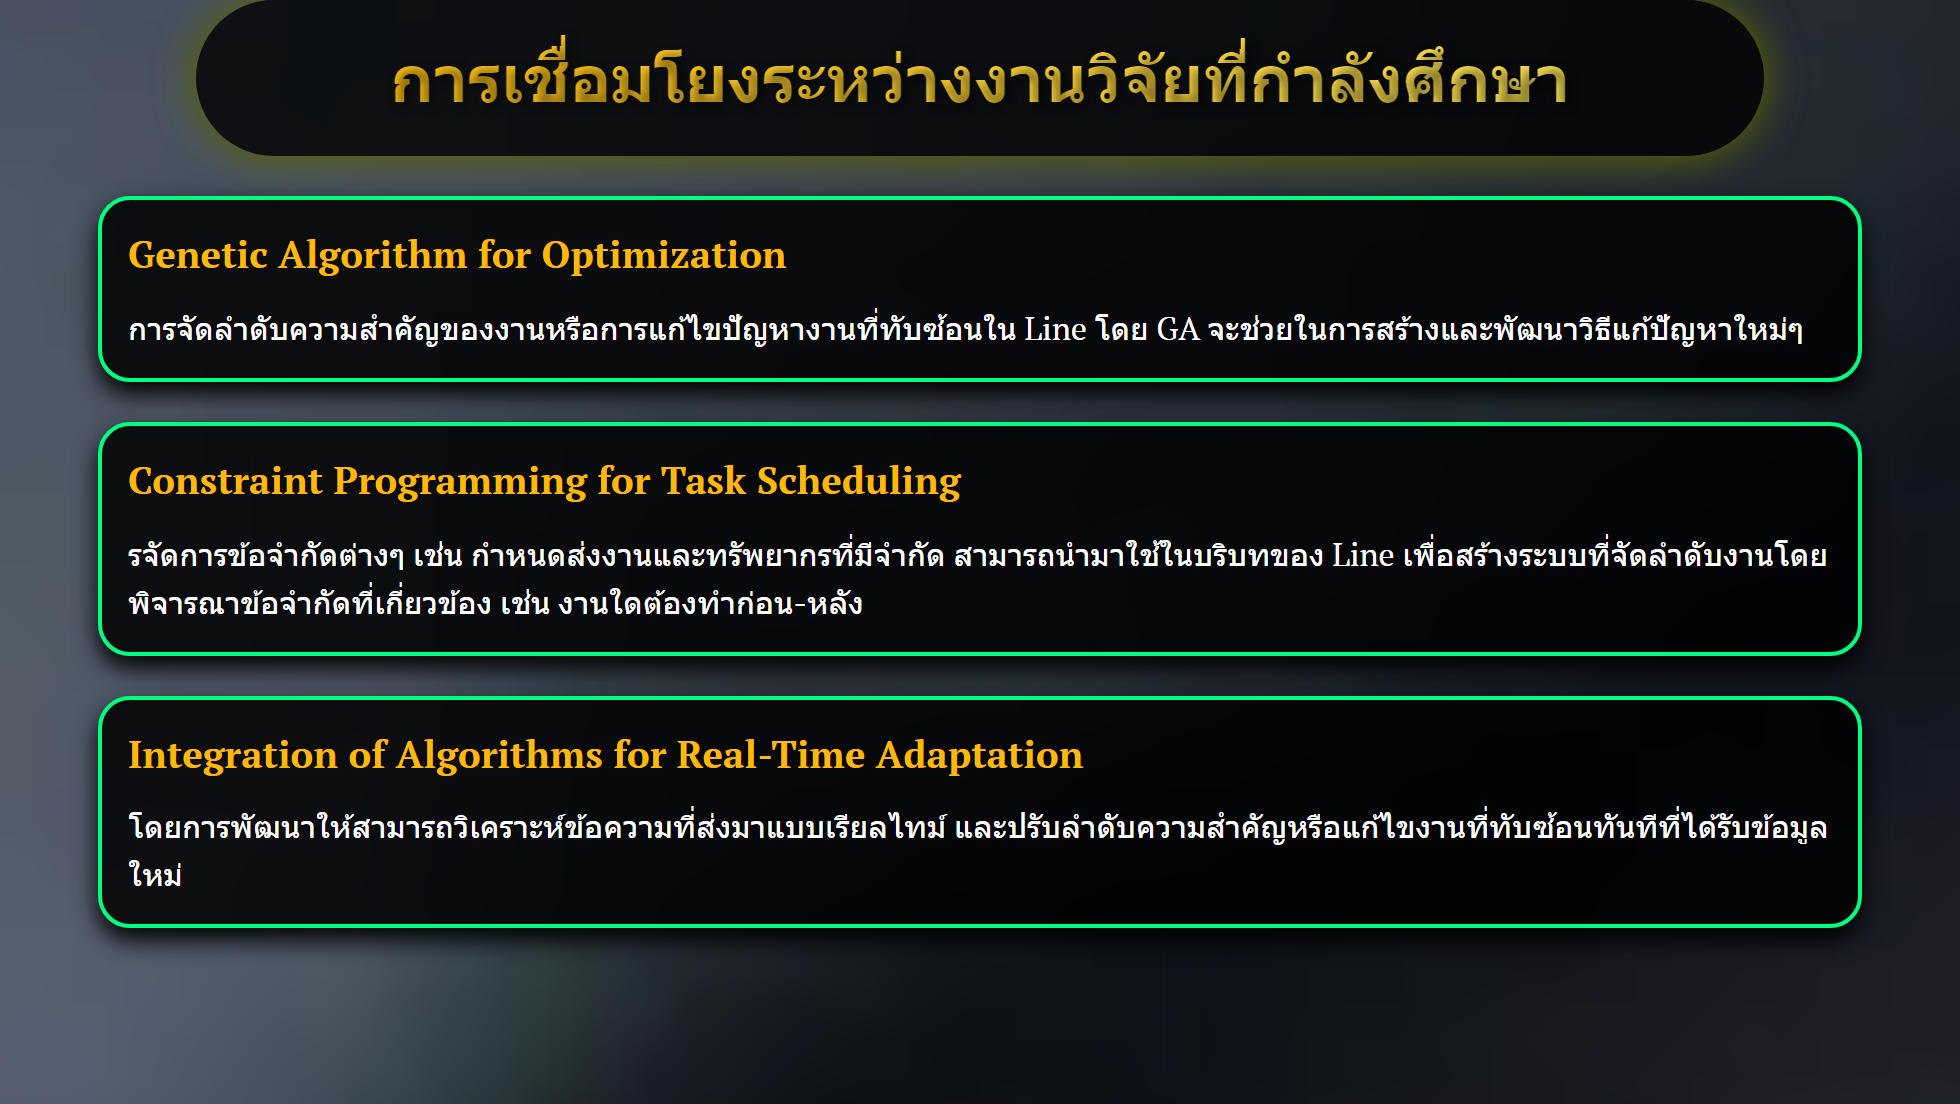 การเชื่อมโยงระหว่างงานวิจัยที่กำลังศึกษา
Genetic Algorithm for Optimization
การจัดลำดับความสำคัญของงานหรือการแก้ไขปัญหางานที่ทับซ้อนใน Line โดย GA จะช่วยในการสร้างและพัฒนาวิธีแก้ปัญหาใหม่ๆ
Constraint Programming for Task Scheduling
รจัดการข้อจำกัดต่างๆ เช่น กำหนดส่งงานและทรัพยากรที่มีจำกัด สามารถนำมาใช้ในบริบทของ Line เพื่อสร้างระบบที่จัดลำดับงานโดย
พิจารณาข้อจำกัดที่เกี่ยวข้อง เช่น งานใดต้องทำก่อน-หลัง
Integration of Algorithms for Real-Time Adaptation
โดยการพัฒนาให้สามารถวิเคราะห์ข้อความที่ส่งมาแบบเรียลไทม์ และปรับลำดับความสำคัญหรือแก้ไขงานที่ทับซ้อนทันทีที่ได้รับข้อมูล
ใหม่